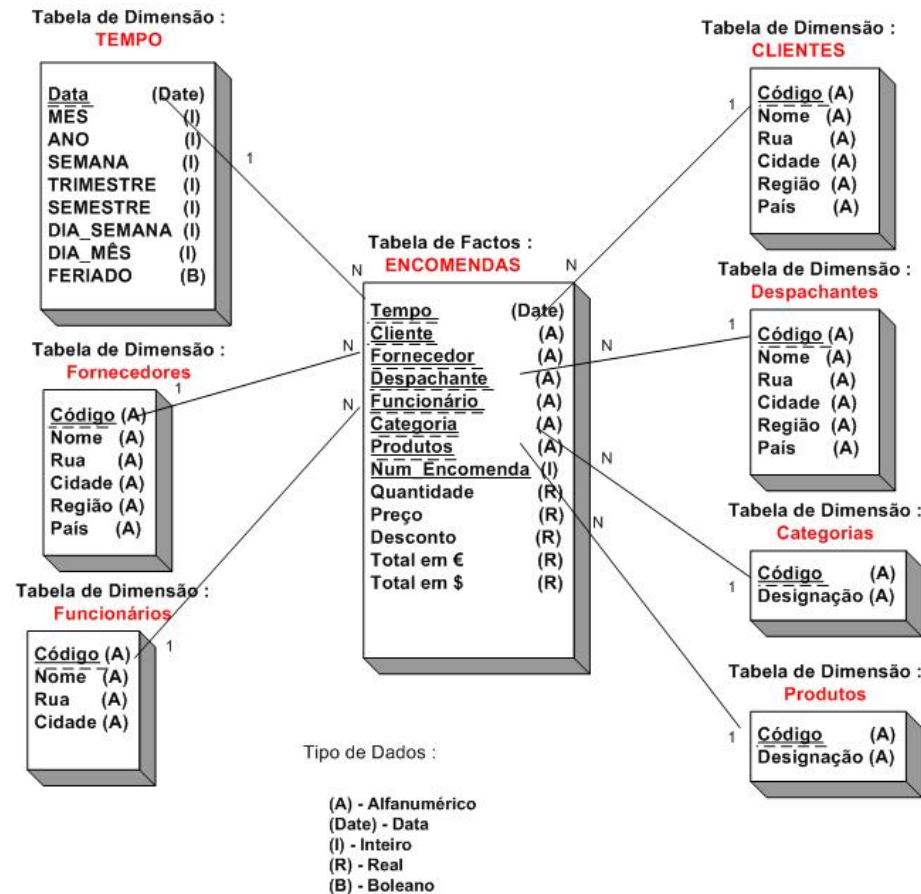 Tabela de Dimensão :
TEMPO
Data (Date)
MES (I)
ANO (I)
SEMANA (I)
TRIMESTRE (I)
SEMESTRE (I)
DIA_SEMANA (I)
DIA_MÊS (I)
FERIADO (B)
1
N
Tabela de Dimensão :
CLIENTES
Código (A)
Nome (A)
Rua (A)
Cidade (A)
Região (A)
País (A)
1
N
Tabela de Factos :
ENCOMENDAS
Tempo (Date)
Cliente (A)
Fornecedor (A)
Despachante (A)
Funcionário (A)
Categoria (A)
Produtos (A)
Num_Encomenda (I)
Quantidade (R)
Preço (R)
Desconto (R)
Total em € (R)
Total em $ (R)
Tabela de Dimensão :
Despachantes
Código (A)
Nome (A)
Rua (A)
Cidade (A)
Região (A)
País (A)
1
N
Tabela de Dimensão :
Fornecedores
Código (A)
Nome (A)
Rua (A)
Cidade (A)
Região (A)
País (A)
1
N
Tabela de Dimensão :
Categorias
Código (A)
Designação (A)
1
N
Tabela de Dimensão :
Funcionários
Código (A)
Nome (A)
Rua (A)
Cidade (A)
1
N
Tabela de Dimensão :
Produtos
Código (A)
Designação (A)
1
N
Tipo de Dados :
(A) - Alfanumérico
(Date) - Data
(I) - Inteiro
(R) - Real
(B) - Boleano